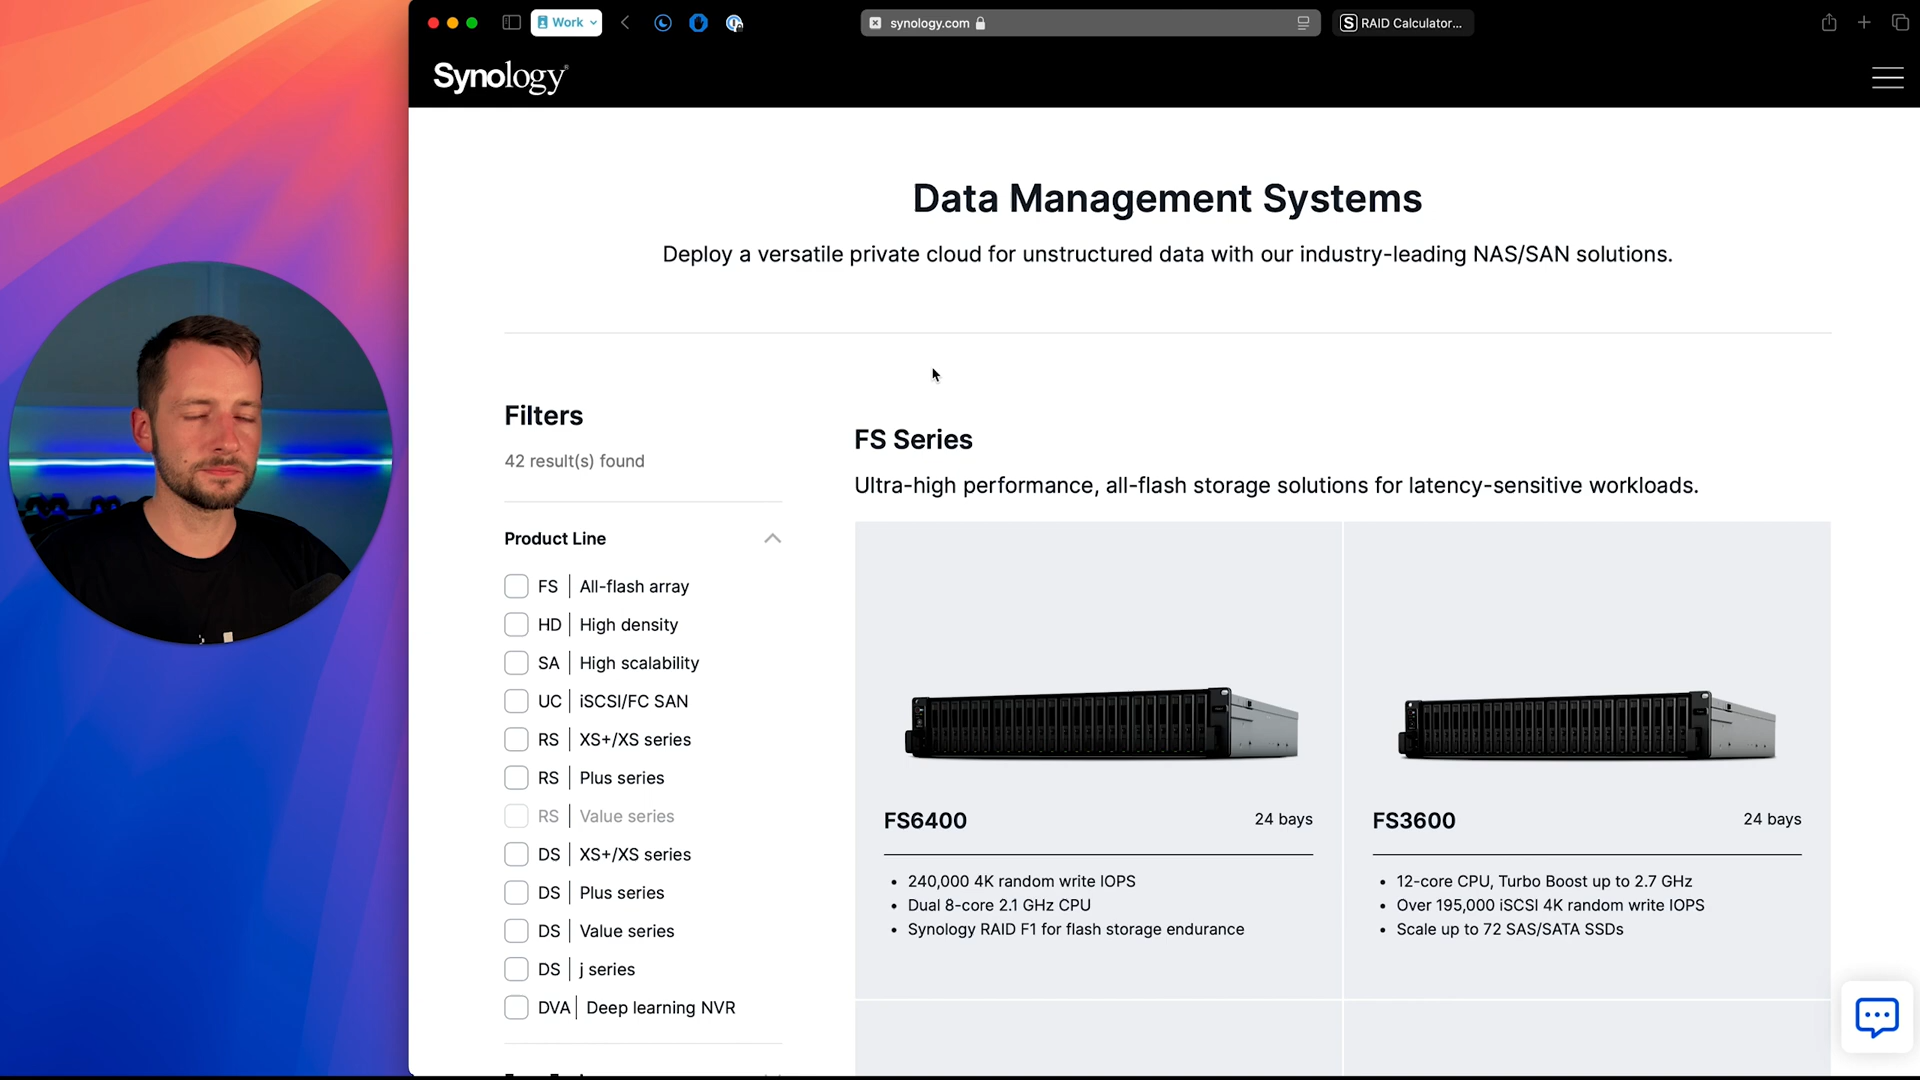 Work
synology.com
RAID Calculator...
Synology
Data Management Systems
Deploy a versatile private cloud for unstructured data with our industry-leading NAS/SAN solutions.
Filters
42 result(s) found
Product Line
FS | All-flash array
HD | High density
SA | High scalability
UC | iSCSI/FC SAN
RS | XS+/XS series
RS | Plus series
RS | Value series
DS | XS+/XS series
DS | Plus series
DS | Value series
DS | j series
DVA | Deep learning NVR
FS Series
Ultra-high performance, all-flash storage solutions for latency-sensitive workloads.
FS6400 24 bays
• 240,000 4K random write IOPS
• Dual 8-core 2.1 GHz CPU
• Synology RAID F1 for flash storage endurance
FS3600 24 bays
• 12-core CPU, Turbo Boost up to 2.7 GHz
• Over 195,000 iSCSI 4K random write IOPS
• Scale up to 72 SAS/SATA SSDs